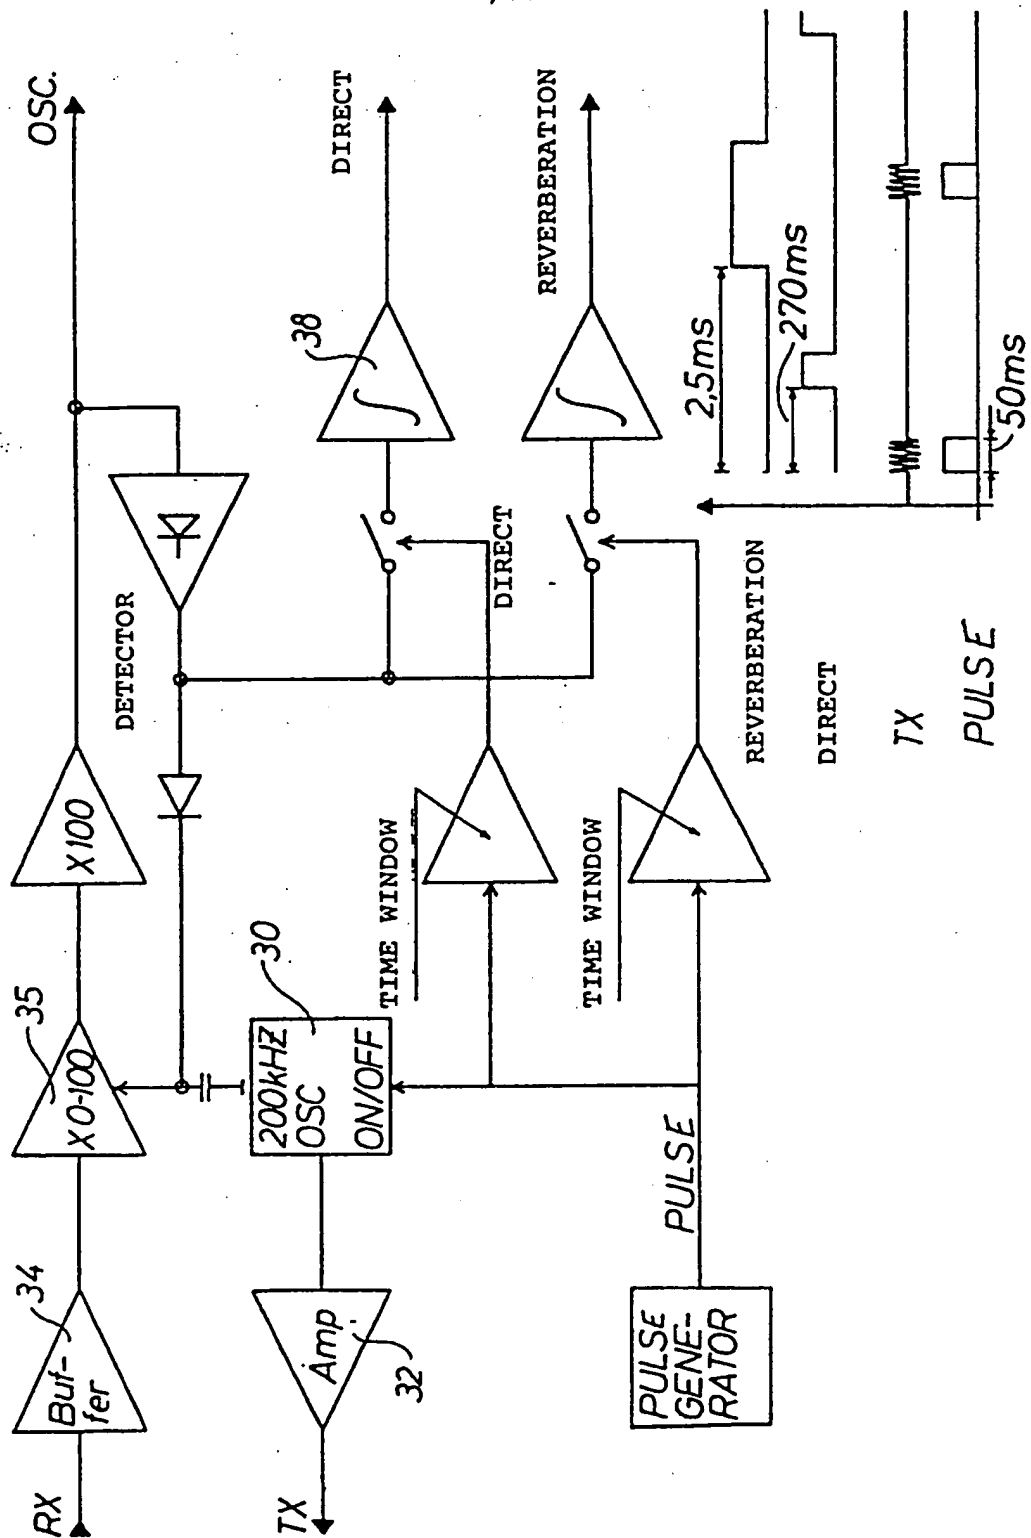 RX
Buf-
fer
34
X0-100
35
X100
OSC.
DETECTOR
TX
Amp.
32
200kHZ
OSC
ON/OFF
30
38
DIRECT
DIRECT
TIME WINDOW
REVERBERATION
TIME WINDOW
PULSE
GENE-
RATOR
PULSE
REVERBERATION
2,5ms
DIRECT
270ms
TX
PULSE
50ms